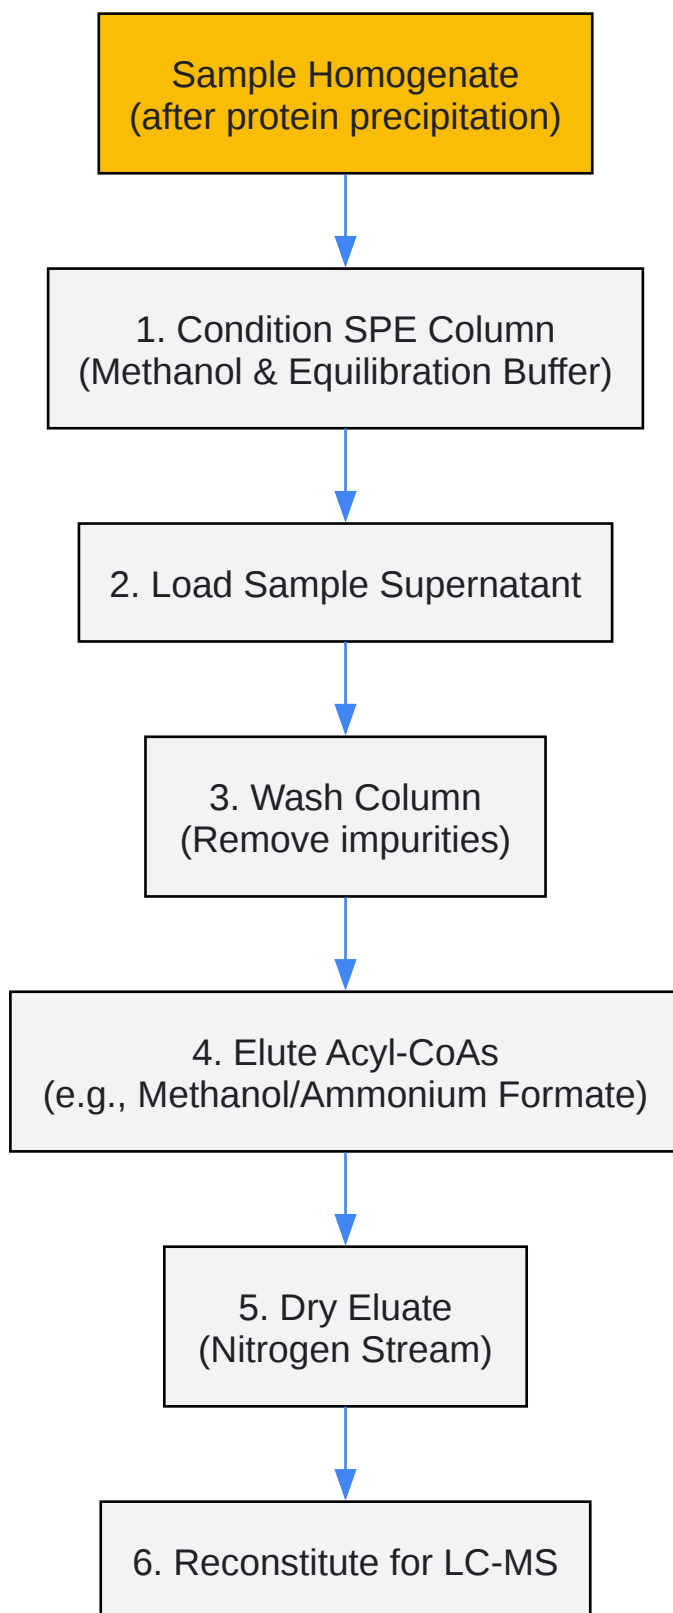 Sample Homogenate
(after protein precipitation)
1. Condition SPE Column
(Methanol & Equilibration Buffer)
2. Load Sample Supernatant
3. Wash Column
(Remove impurities)
4. Elute Acyl-CoAs
(e.g., Methanol/Ammonium Formate)
5. Dry Eluate
(Nitrogen Stream)
6. Reconstitute for LC-MS